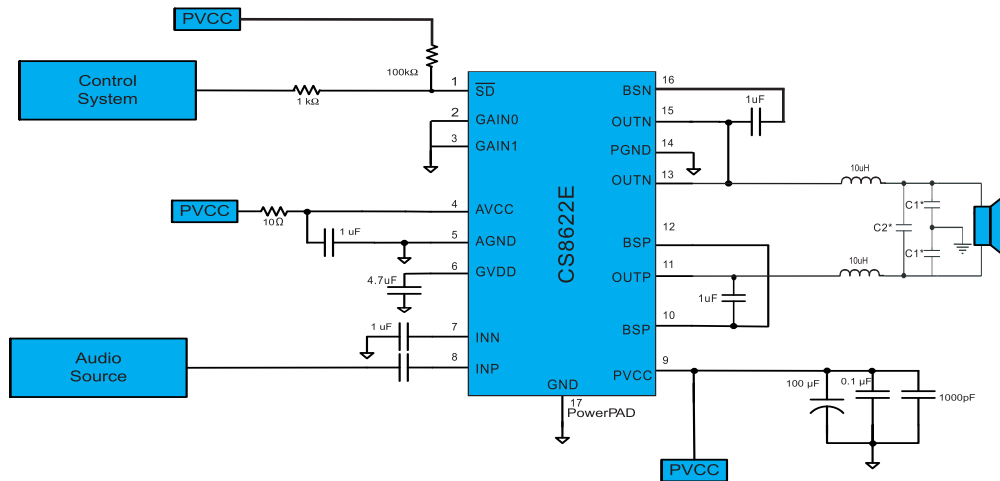 PVCC
Control
System
100kΩ
1 kΩ
1
SD
2
GAIN0
3
GAIN1
PVCC
10Ω
4
AVCC
1 uF
5
AGND
6
GVDD
4.7uF
1 uF
7
INN
8
INP
Audio
Source
CS8622E
GND
17
PowerPAD
16
BSN
1uF
15
OUTN
14
PGND
13
OUTN
10uH
C1*
C2*
C1*
10uH
12
BSP
11
OUTP
1uF
10
BSP
9
PVCC
100 µF
0.1 µF
1000pF
PVCC